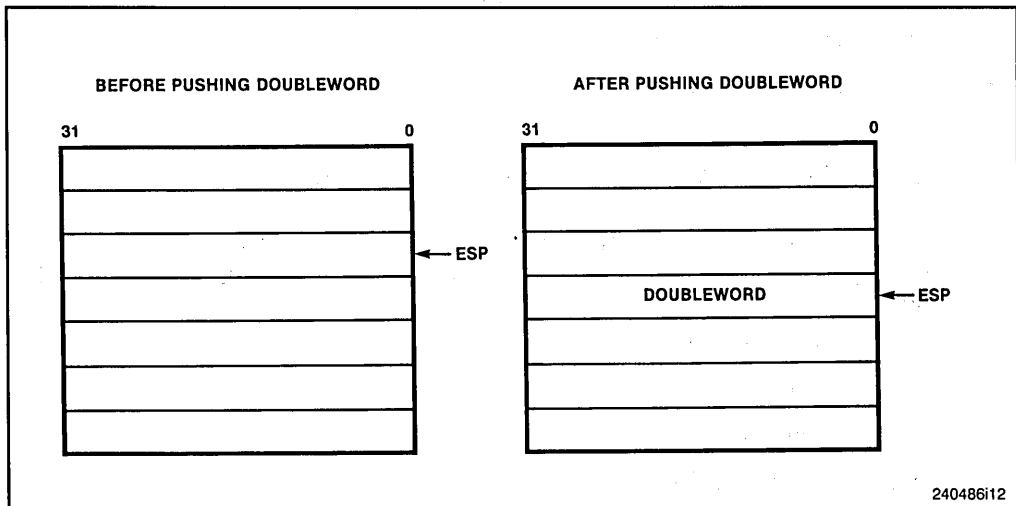 BEFORE PUSHING DOUBLEWORD
31 0
ESP
AFTER PUSHING DOUBLEWORD
31 0
DOUBLEWORD
ESP
240486i12